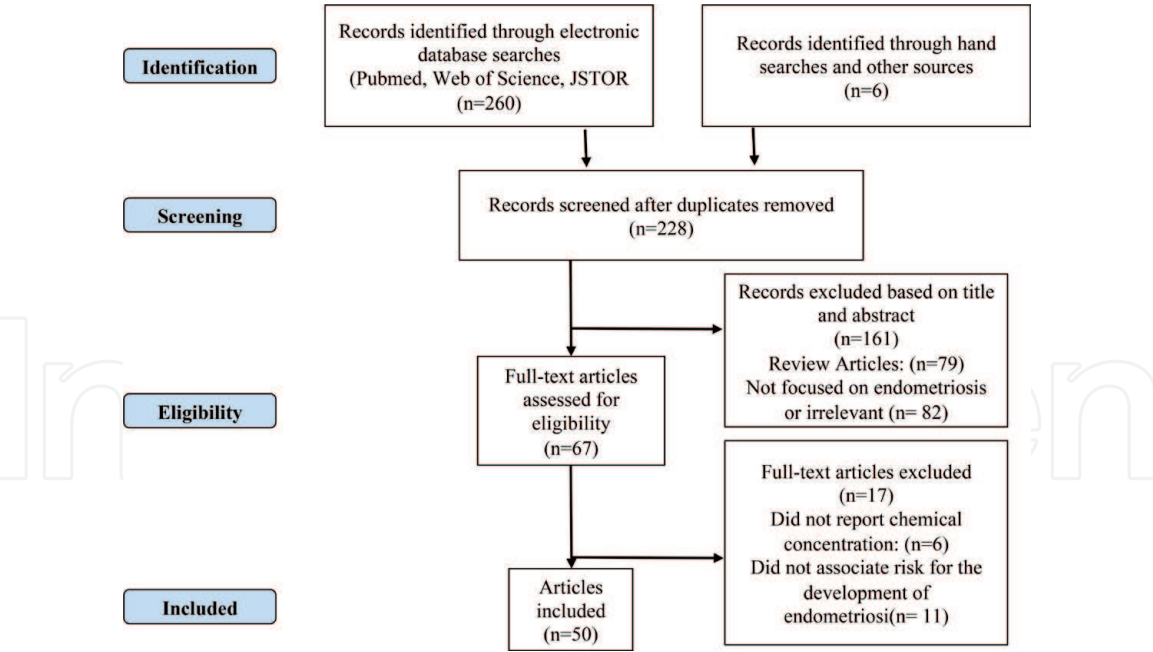 Identification
Records identified through electronic
database searches
(Pubmed, Web of Science, JSTOR
(n=260)
Records identified through hand
searches and other sources
(n=6)
Screening
Records screened after duplicates removed
(n=228)
Records excluded based on title
and abstract
(n=161)
Review Articles: (n=79)
Not focused on endometriosis
or irrelevant (n= 82)
Eligibility
Full-text articles
assessed for
eligibility
(n=67)
Full-text articles excluded
(n=17)
Did not report chemical
concentration: (n=6)
Did not associate risk for the
development of
endometriosi(n= 11)
Included
Articles
included
(n=50)